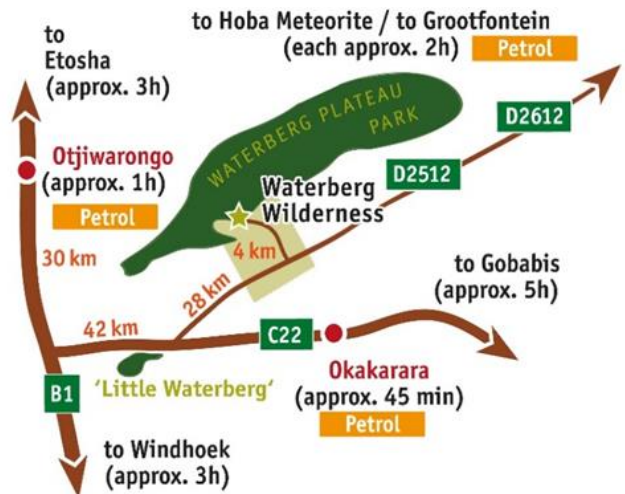 to
Etosha
(approx. 3h)
to Hoba Meteorite / to Grootfontein
(each approx. 2h)
Petrol
D2612
D2512
WATERBERG PLATEAU
PARK
Otjiwarongo
(approx. 1h)
Petrol
Waterberg
Wilderness
4 km
30 km
28 km
to Gobabis
(approx. 5h)
42 km
C22
'Little Waterberg'
Okakarara
(approx. 45 min)
Petrol
B1
to Windhoek
(approx. 3h)